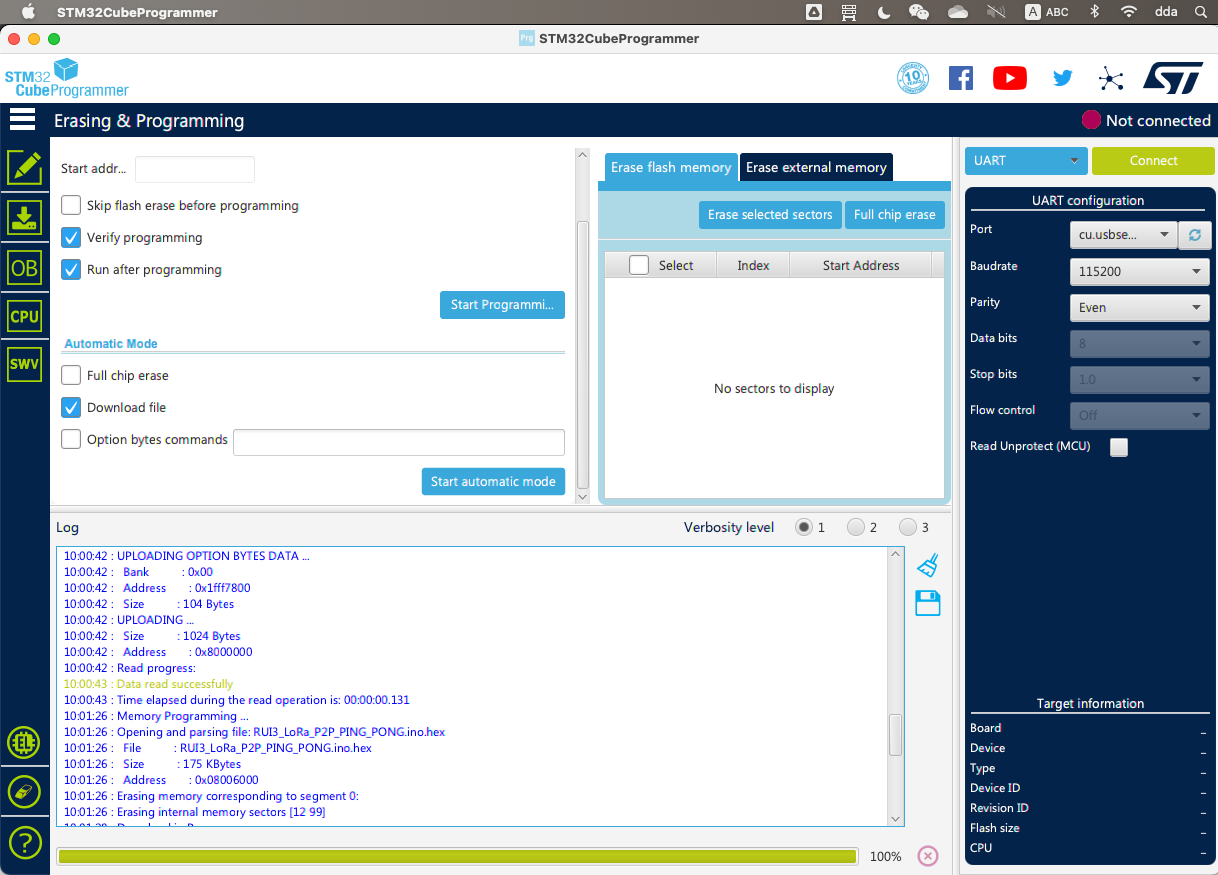 STM32CubeProgrammer
A ABC
dda
Prg STM32CubeProgrammer
STM32
CubeProgrammer
10 YEARS
ST
Erasing & Programming
Not connected
Start addr...
Skip flash erase before programming
Verify programming
Run after programming
Start Programmi...
Automatic Mode
Full chip erase
Download file
Option bytes commands
Start automatic mode
OB
CPU
SWV
Erase flash memory
Erase external memory
Erase selected sectors
Full chip erase
Select Index Start Address
No sectors to display
UART
Connect
UART configuration
Port cu.usbse...
Baudrate 115200
Parity Even
Data bits 8
Stop bits 1.0
Flow control Off
Read Unprotect (MCU)
Log
Verbosity level 1 2 3
10:00:42 : UPLOADING OPTION BYTES DATA ...
10:00:42 : Bank : 0x00
10:00:42 : Address : 0x1fff7800
10:00:42 : Size : 104 Bytes
10:00:42 : UPLOADING ...
10:00:42 : Size : 1024 Bytes
10:00:42 : Address : 0x8000000
10:00:42 : Read progress:
10:00:43 : Data read successfully
10:00:43 : Time elapsed during the read operation is: 00:00:00.131
10:01:26 : Memory Programming ...
10:01:26 : Opening and parsing file: RUI3_LoRa_P2P_PING_PONG.ino.hex
10:01:26 : File : RUI3_LoRa_P2P_PING_PONG.ino.hex
10:01:26 : Size : 175 KBytes
10:01:26 : Address : 0x08006000
10:01:26 : Erasing memory corresponding to segment 0:
10:01:26 : Erasing internal memory sectors [12 99]
100%
Target information
Board _
Device _
Type _
Device ID _
Revision ID _
Flash size _
CPU _